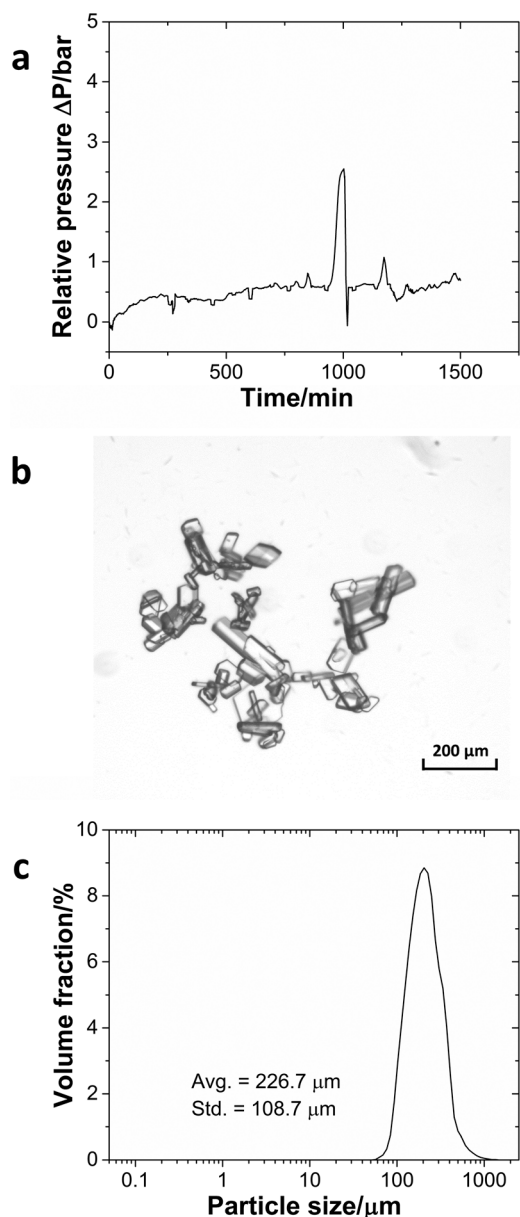 a
Relative pressure ΔP/bar
5
4
3
2
1
0
0 500 1000 1500
Time/min
b
200 μm
c
Volume fraction/%
10
8
6
4
2
0
Avg. = 226.7 μm
Std. = 108.7 μm
0.1 1 10 100 1000
Particle size/μm